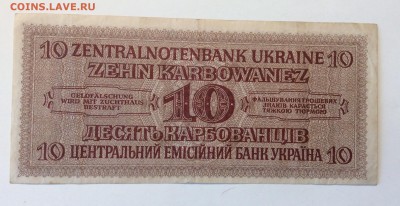 COINS.LAVE.RU
10 ZENTRALNOTENBANK UKRAINE 10
ZEHN KARBOWANEZ
GELDFÄLSCHUNG
WIRD MIT ZUCHTHAUS
BESTRAFT
10
ФАЛЬШУВАННЯ ГРОШЕВИХ
ЗНАКІВ КАРАЄТЬСЯ
ТЯЖКОЮ ТЮРМОЮ
ДЕСЯТЬ КАРБОВАНЦІВ
10 ЦЕНТРАЛЬНИЙ ЕМІСІЙНИЙ БАНК УКРАЇНА 10